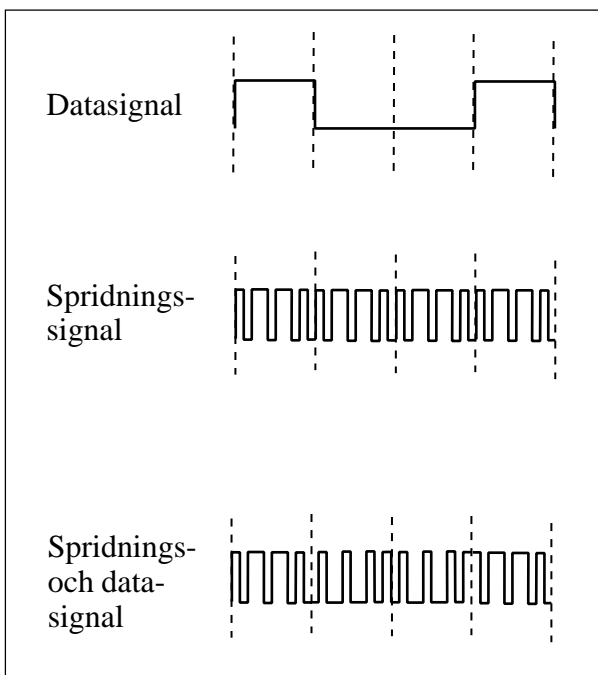 Datasignal
Spridnings-
signal
Spridnings-
och data-
signal